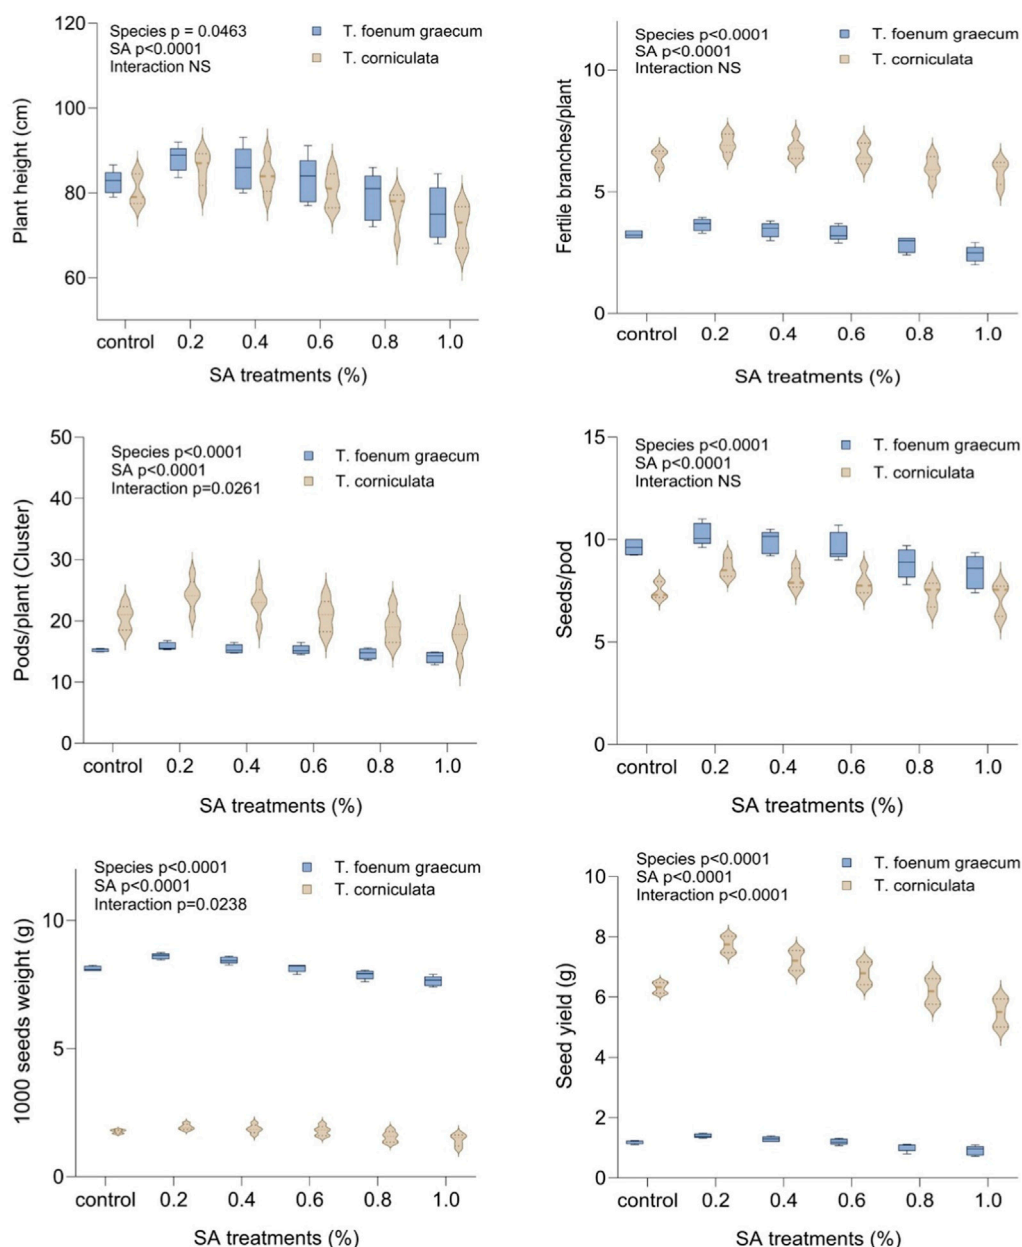 Species p = 0.0463
SA p<0.0001
Interaction NS
T. foenum graecum
T. corniculata
Plant height (cm)
120
100
80
60
control 0.2 0.4 0.6 0.8 1.0
SA treatments (%)
Species p<0.0001
SA p<0.0001
Interaction NS
T. foenum graecum
T. corniculata
Fertile branches/plant
10
5
0
control 0.2 0.4 0.6 0.8 1.0
SA treatments (%)
Species p<0.0001
SA p<0.0001
Interaction p=0.0261
T. foenum graecum
T. corniculata
Pods/plant (Cluster)
50
40
30
20
10
0
control 0.2 0.4 0.6 0.8 1.0
SA treatments (%)
Species p<0.0001
SA p<0.0001
Interaction NS
T. foenum graecum
T. corniculata
Seeds/pod
15
10
5
0
control 0.2 0.4 0.6 0.8 1.0
SA treatments (%)
Species p<0.0001
SA p<0.0001
Interaction p=0.0238
T. foenum graecum
T. corniculata
1000 seeds weight (g)
10
5
0
control 0.2 0.4 0.6 0.8 1.0
SA treatments (%)
Species p<0.0001
SA p<0.0001
Interaction p<0.0001
T. foenum graecum
T. corniculata
Seed yield (g)
10
8
6
4
2
0
control 0.2 0.4 0.6 0.8 1.0
SA treatments (%)